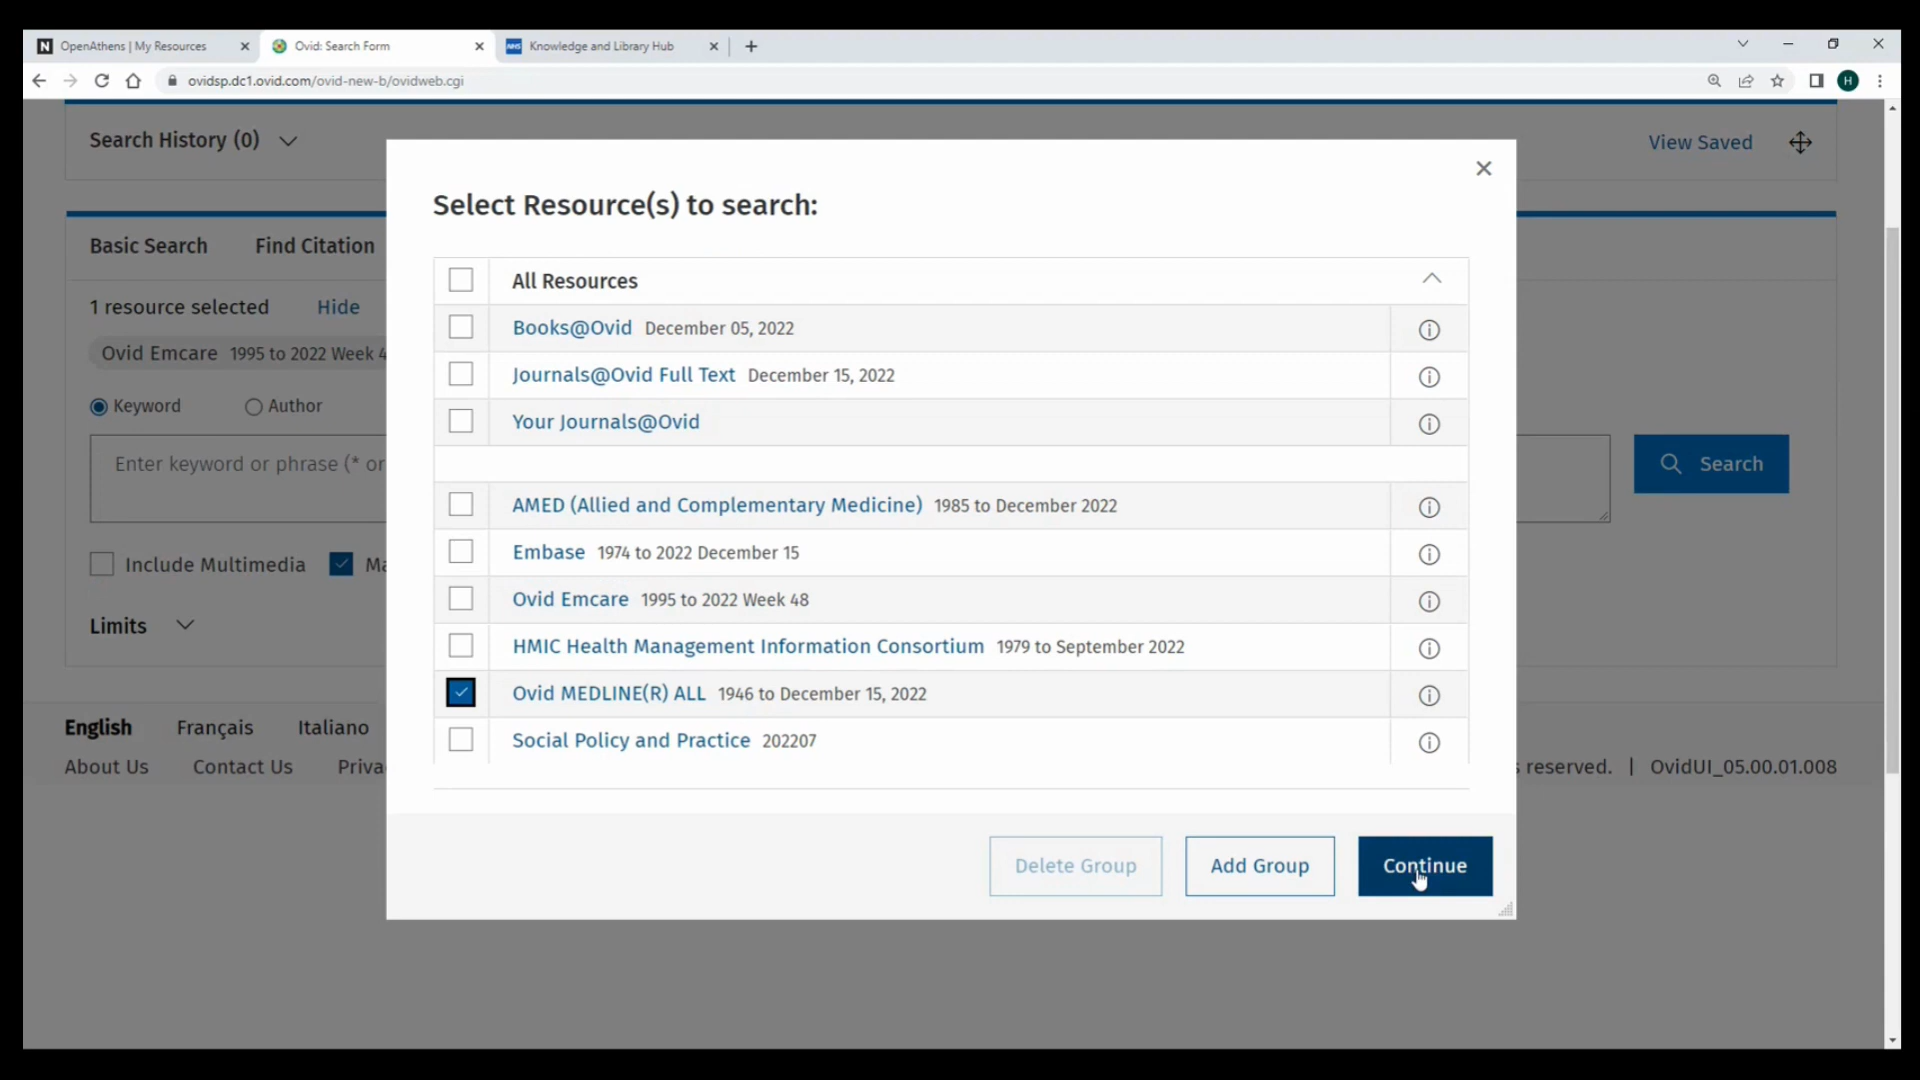 OpenAthens | My Resources
Ovid: Search Form
NHS Knowledge and Library Hub
ovidsp.dc1.ovid.com/ovid-new-b/ovidweb.cgi
H
Search History (0)
View Saved
Select Resource(s) to search:
Basic Search
Find Citation
All Resources
1 resource selected
Hide
Books@Ovid December 05, 2022
Ovid Emcare 1995 to 2022 Week 4
Journals@Ovid Full Text December 15, 2022
Keyword
Author
Your Journals@Ovid
Enter keyword or phrase (* or
Search
AMED (Allied and Complementary Medicine) 1985 to December 2022
Include Multimedia
Ma
Embase 1974 to 2022 December 15
Ovid Emcare 1995 to 2022 Week 48
Limits
HMIC Health Management Information Consortium 1979 to September 2022
Ovid MEDLINE(R) ALL 1946 to December 15, 2022
English
Français
Italiano
Social Policy and Practice 202207
About Us
Contact Us
Priva
s reserved. | OvidUI_05.00.01.008
Delete Group
Add Group
Continue